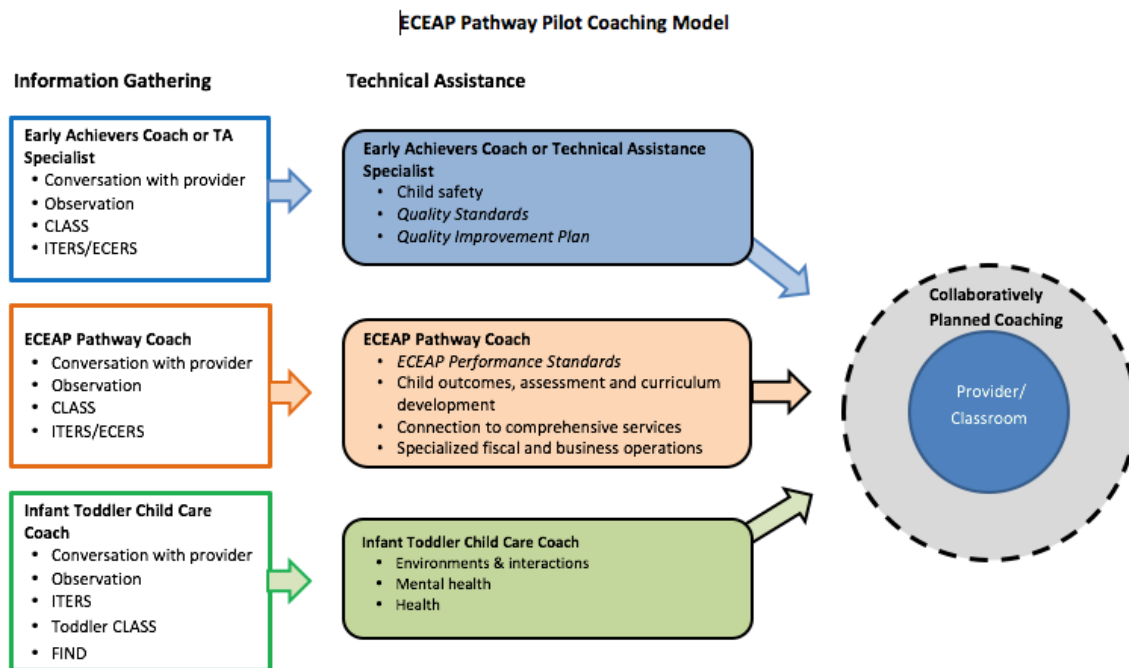 ECEAP Pathway Pilot Coaching Model
Information Gathering
Technical Assistance
Early Achievers Coach or TA
Specialist
• Conversation with provider
• Observation
• CLASS
• ITERS/ECERS
Early Achievers Coach or Technical Assistance
Specialist
• Child safety
• Quality Standards
• Quality Improvement Plan
ECEAP Pathway Coach
• Conversation with provider
• Observation
• CLASS
• ITERS/ECERS
ECEAP Pathway Coach
• ECEAP Performance Standards
• Child outcomes, assessment and curriculum
development
• Connection to comprehensive services
• Specialized fiscal and business operations
Infant Toddler Child Care
Coach
• Conversation with provider
• Observation
• ITERS
• Toddler CLASS
• FIND
Infant Toddler Child Care Coach
• Environments & interactions
• Mental health
• Health
Collaboratively
Planned Coaching
Provider/
Classroom